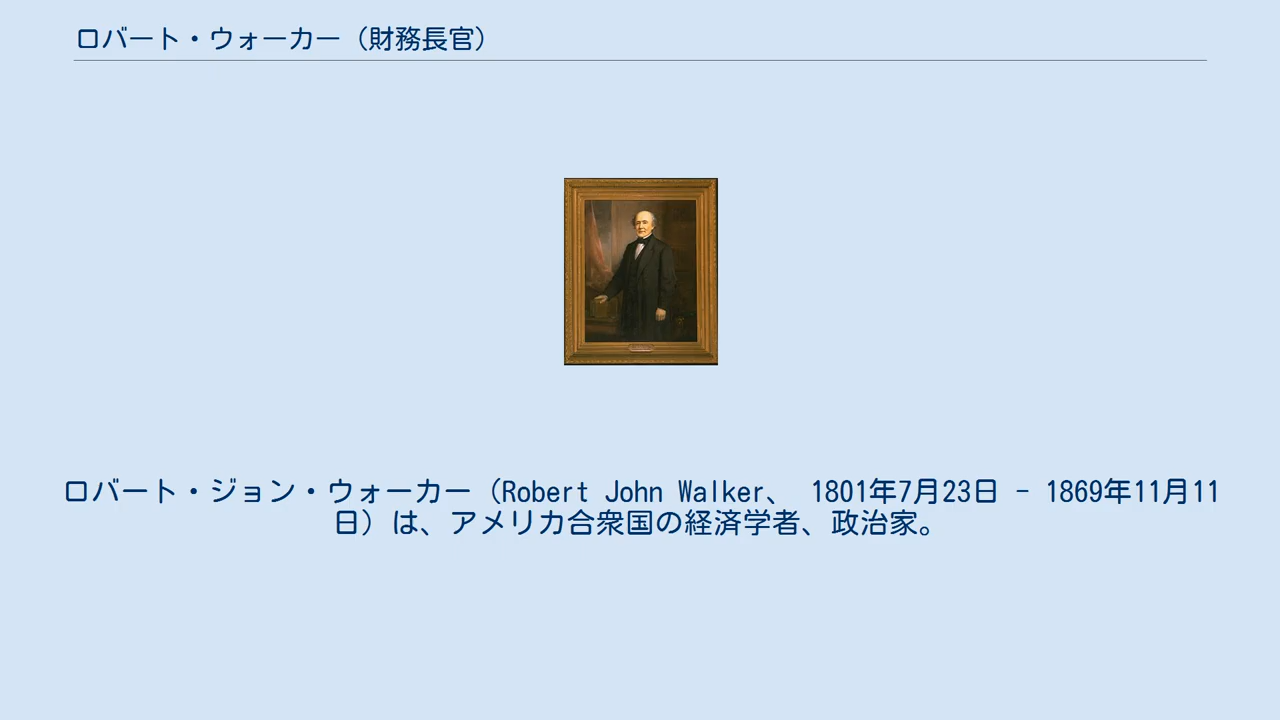 ロバート・ウォーカー（財務長官）
ロバート・ジョン・ウォーカー（Robert John Walker、 1801年7月23日 - 1869年11月11
日）は、アメリカ合衆国の経済学者、政治家。